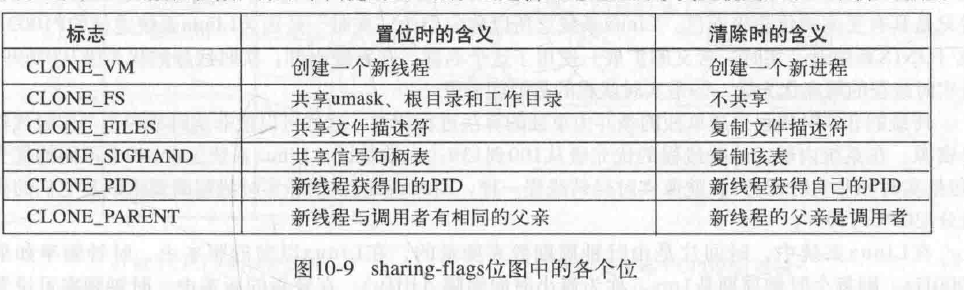 标志 置位时的含义 清除时的含义
CLONE_VM 创建一个新线程 创建一个新进程
CLONE_FS 共享umask、根目录和工作目录 不共享
CLONE_FILES 共享文件描述符 复制文件描述符
CLONE_SIGHAND 共享信号句柄表 复制该表
CLONE_PID 新线程获得旧的PID 新线程获得自己的PID
CLONE_PARENT 新线程与调用者有相同的父亲 新线程的父亲是调用者
图10-9 sharing-flags位图中的各个位